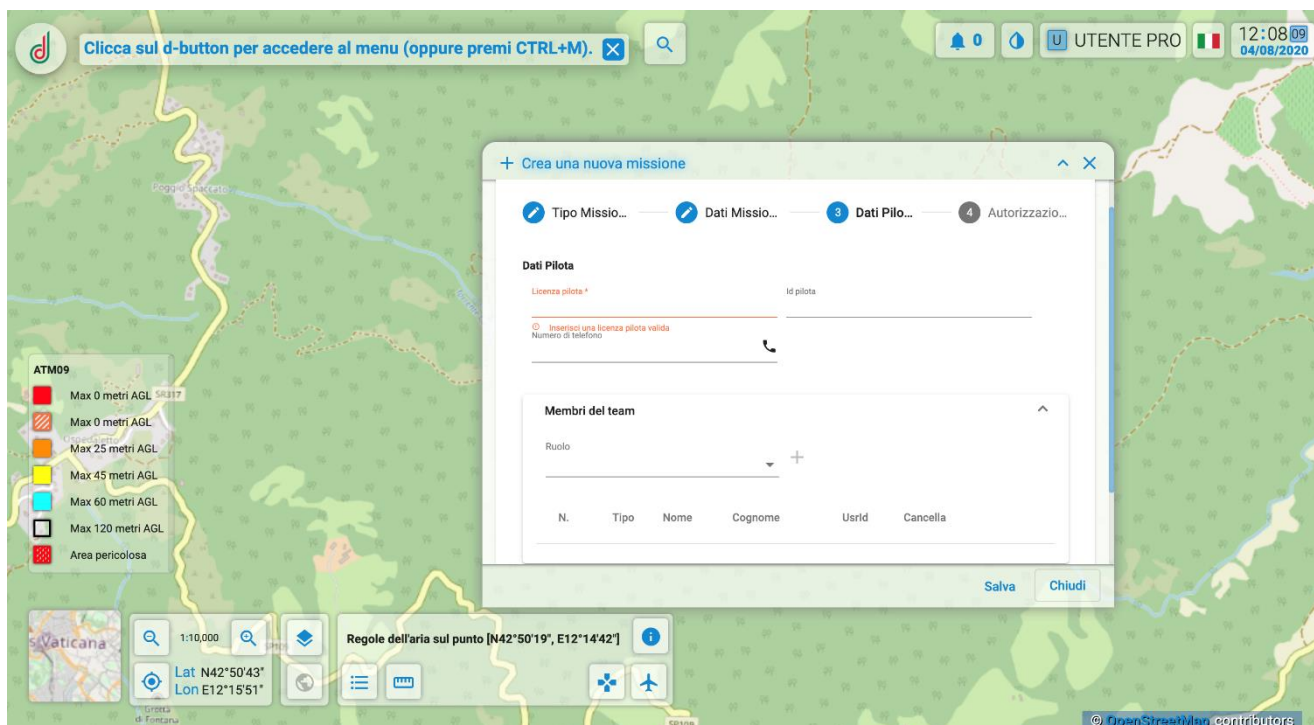 Clicca sul d-button per accedere al menu (oppure premi CTRL+M).
0
U UTENTE PRO
12:08 09
04/08/2020
Poggio Spaccato
+ Crea una nuova missione
Tipo Missio...
Dati Missio...
3 Dati Pilo...
4 Autorizzazio...
Dati Pilota
Licenza pilota *
Id pilota
Inserisci una licenza pilota valida
Numero di telefono
Membri del team
Ruolo
N. Tipo Nome Cognome UsrId Cancella
Salva
Chiudi
ATM09
Max 0 metri AGL
SR317
Max 0 metri AGL
Ospedaletto
Max 25 metri AGL
Max 45 metri AGL
Max 60 metri AGL
Max 120 metri AGL
Area pericolosa
Vaticana
1:10,000
Lat N42°50'43"
Lon E12°15'51"
Regole dell'aria sul punto [N42°50'19", E12°14'42"]
Grotta
di Fontana
© OpenStreetMap contributors